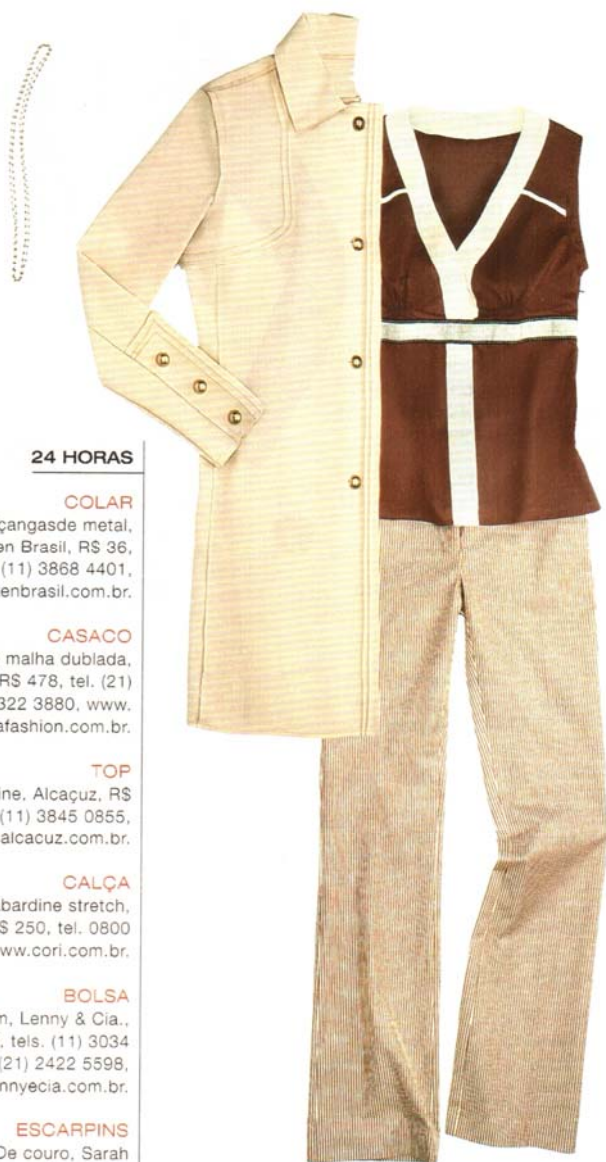 24 HORAS
COLAR
çangasde metal,
en Brasil, R$ 36,
(11) 3868 4401,
enbrasil.com.br.
CASACO
malha dublada,
R$ 478, tel. (21)
322 3880, www.
afashion.com.br.
TOP
ine, Alcaçuz, R$
(11) 3845 0855,
alcacuz.com.br.
CALÇA
abardine stretch,
$ 250, tel. 0800
ww.cori.com.br.
BOLSA
n, Lenny & Cia.,
, tels. (11) 3034
(21) 2422 5598,
nnyecia.com.br.
ESCARPINS
De couro, Sarah